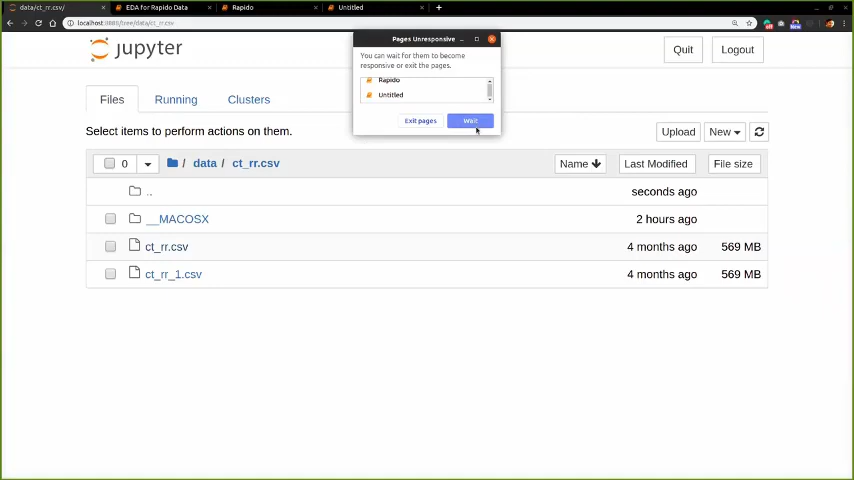 data/ct_rr.csv/
EDA for Rapido Data
Rapido
Untitled
localhost:8888/tree/data/ct_rr.csv
jupyter
Quit
Logout
Pages Unresponsive
You can wait for them to become
responsive or exit the pages.
Rapido
Untitled
Exit pages
Wait
Files
Running
Clusters
Select items to perform actions on them.
Upload
New
0
/ data / ct_rr.csv
Name
Last Modified
File size
..
seconds ago
__MACOSX
2 hours ago
ct_rr.csv
4 months ago
569 MB
ct_rr_1.csv
4 months ago
569 MB